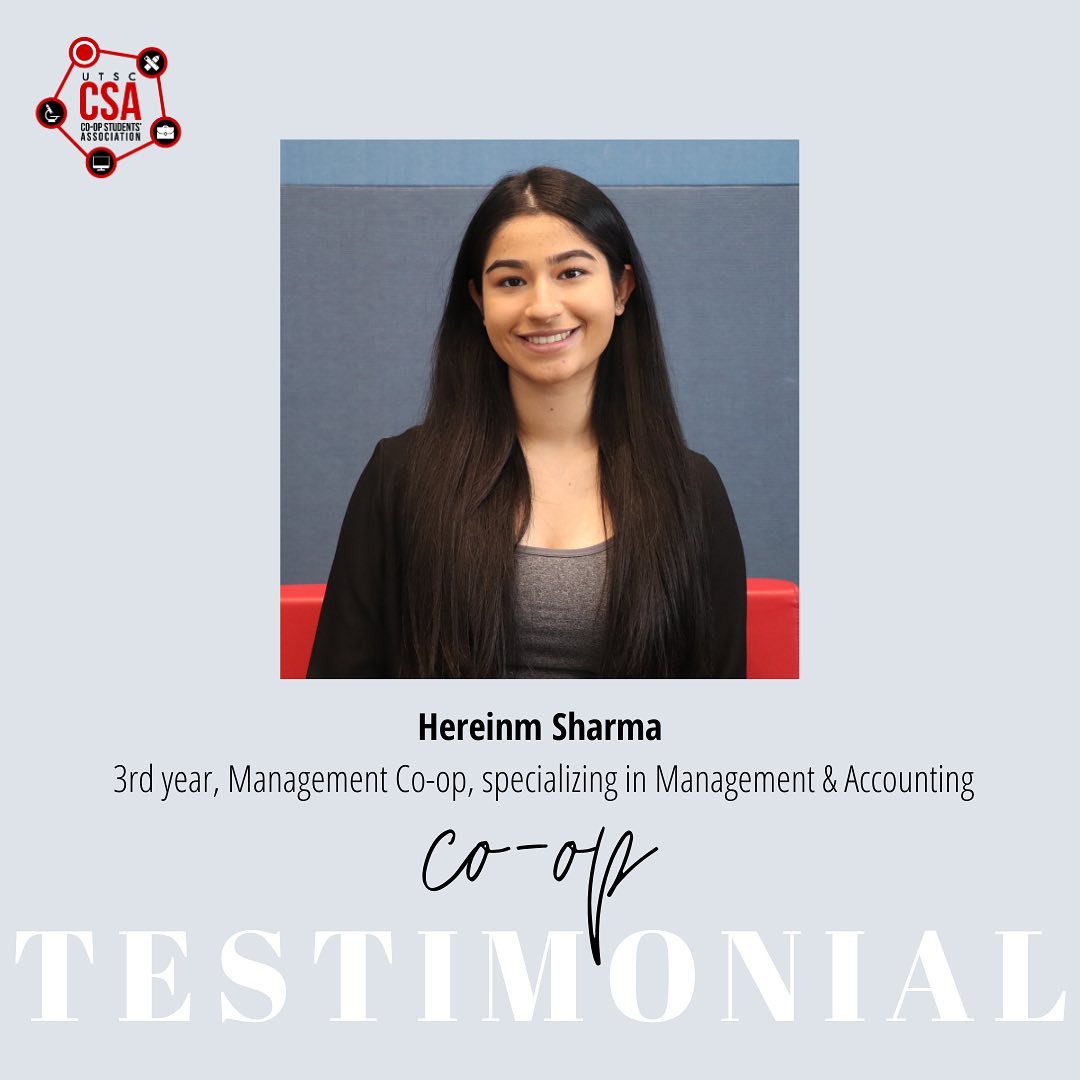 UTSC
CSA
CO-OP STUDENTS'
ASSOCIATION
Hereinm Sharma
3rd year, Management Co-op, specializing in Management & Accounting
co-op
TESTIMONIAL